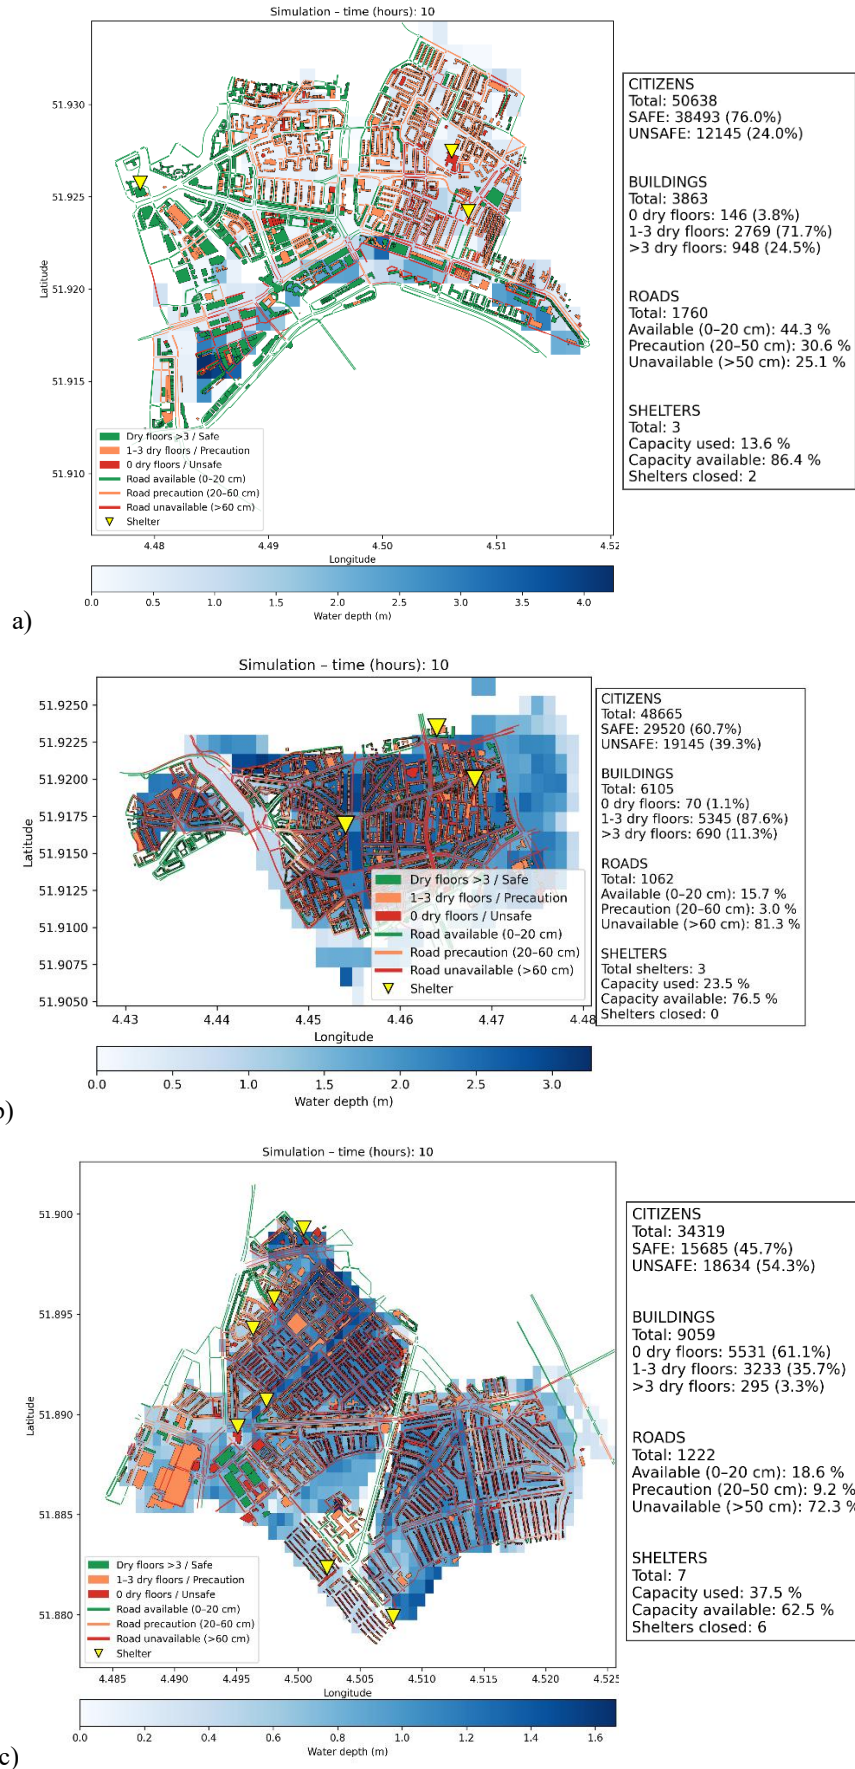 Simulation – time (hours): 10
51.930
51.925
51.920
51.915
51.910
Latitude
Dry floors >3 / Safe
1–3 dry floors / Precaution
0 dry floors / Unsafe
Road available (0–20 cm)
Road precaution (20–60 cm)
Road unavailable (>60 cm)
Shelter
4.48 4.49 4.50 4.51 4.52
Longitude
0.0 0.5 1.0 1.5 2.0 2.5 3.0 3.5 4.0
Water depth (m)
CITIZENS
Total: 50638
SAFE: 38493 (76.0%)
UNSAFE: 12145 (24.0%)
BUILDINGS
Total: 3863
0 dry floors: 146 (3.8%)
1-3 dry floors: 2769 (71.7%)
>3 dry floors: 948 (24.5%)
ROADS
Total: 1760
Available (0–20 cm): 44.3 %
Precaution (20–50 cm): 30.6 %
Unavailable (>50 cm): 25.1 %
SHELTERS
Total: 3
Capacity used: 13.6 %
Capacity available: 86.4 %
Shelters closed: 2
a)
Simulation – time (hours): 10
51.9250
51.9225
51.9200
51.9175
51.9150
51.9125
51.9100
51.9075
51.9050
Latitude
Dry floors >3 / Safe
1–3 dry floors / Precaution
0 dry floors / Unsafe
Road available (0–20 cm)
Road precaution (20–60 cm)
Road unavailable (>60 cm)
Shelter
4.43 4.44 4.45 4.46 4.47 4.48
Longitude
0.0 0.5 1.0 1.5 2.0 2.5 3.0
Water depth (m)
CITIZENS
Total: 48665
SAFE: 29520 (60.7%)
UNSAFE: 19145 (39.3%)
BUILDINGS
Total: 6105
0 dry floors: 70 (1.1%)
1-3 dry floors: 5345 (87.6%)
>3 dry floors: 690 (11.3%)
ROADS
Total: 1062
Available (0–20 cm): 15.7 %
Precaution (20–60 cm): 3.0 %
Unavailable (>60 cm): 81.3 %
SHELTERS
Total shelters: 3
Capacity used: 23.5 %
Capacity available: 76.5 %
Shelters closed: 0
b)
Simulation – time (hours): 10
51.900
51.895
51.890
51.885
51.880
Latitude
Dry floors >3 / Safe
1–3 dry floors / Precaution
0 dry floors / Unsafe
Road available (0–20 cm)
Road precaution (20–60 cm)
Road unavailable (>60 cm)
Shelter
4.485 4.490 4.495 4.500 4.505 4.510 4.515 4.520 4.525
Longitude
0.0 0.2 0.4 0.6 0.8 1.0 1.2 1.4 1.6
Water depth (m)
CITIZENS
Total: 34319
SAFE: 15685 (45.7%)
UNSAFE: 18634 (54.3%)
BUILDINGS
Total: 9059
0 dry floors: 5531 (61.1%)
1-3 dry floors: 3233 (35.7%)
>3 dry floors: 295 (3.3%)
ROADS
Total: 1222
Available (0–20 cm): 18.6 %
Precaution (20–50 cm): 9.2 %
Unavailable (>50 cm): 72.3 %
SHELTERS
Total: 7
Capacity used: 37.5 %
Capacity available: 62.5 %
Shelters closed: 6
c)